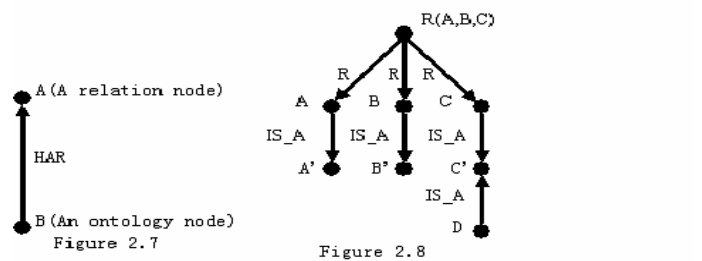 A(A relation node)
HAR
B(An ontology node)
Figure 2.7
R(A,B,C)
R R R
A B C
IS_A IS_A IS_A
A' B' C'
IS_A
D
Figure 2.8